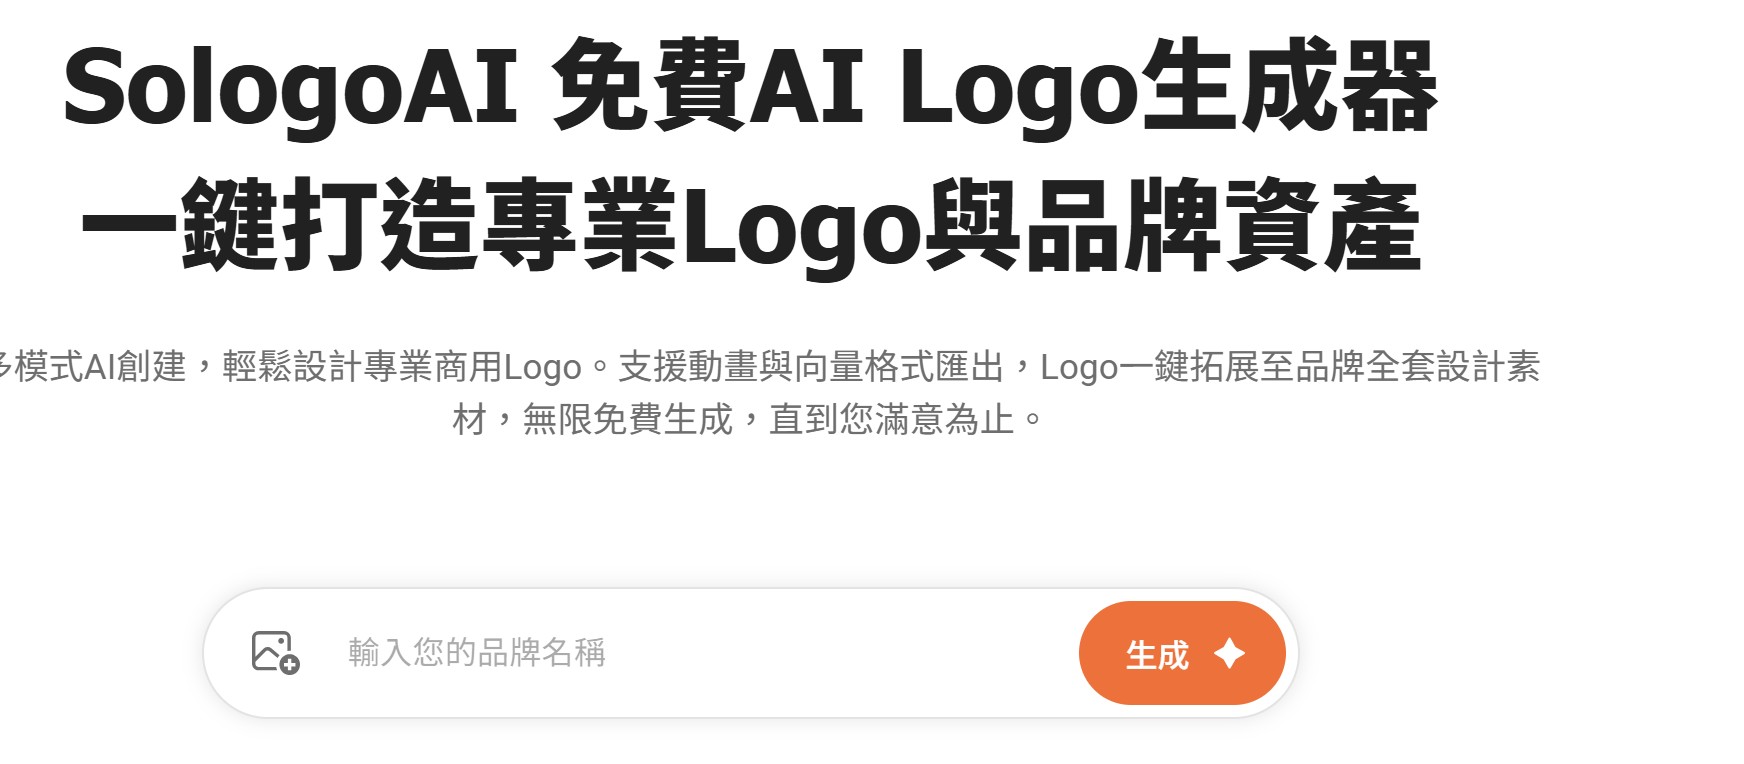 SologoAI 免費AI Logo生成器
一鍵打造專業Logo與品牌資產
多模式AI創建，輕鬆設計專業商用Logo。支援動畫與向量格式匯出，Logo一鍵拓展至品牌全套設計素
材，無限免費生成，直到您滿意為止。
輸入您的品牌名稱
生成